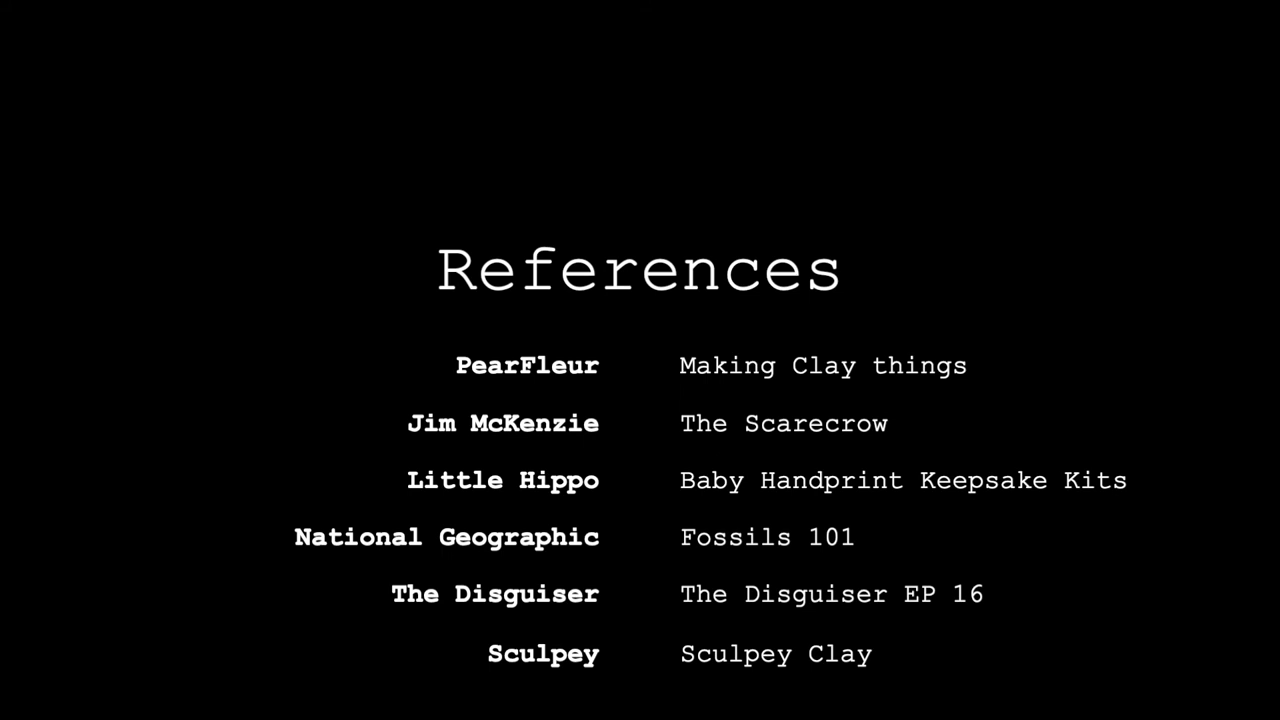 References
PearFleur Making Clay things
Jim McKenzie The Scarecrow
Little Hippo Baby Handprint Keepsake Kits
National Geographic Fossils 101
The Disguiser The Disguiser EP 16
Sculpey Sculpey Clay